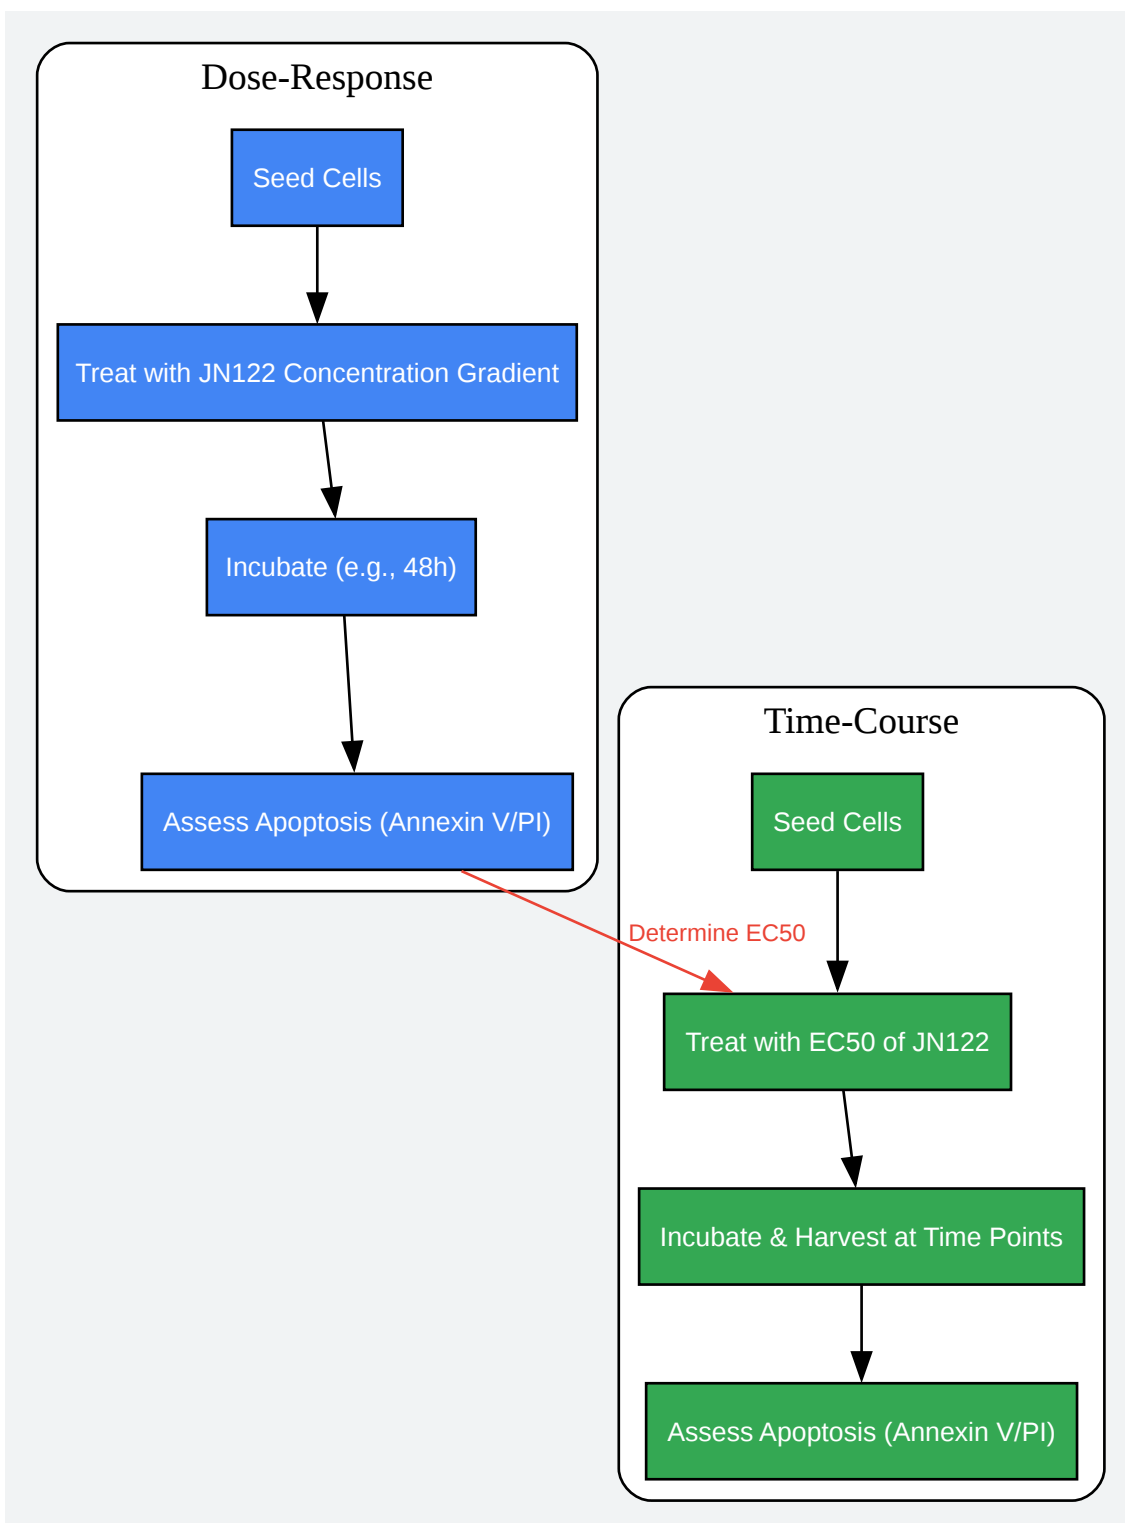 Dose-Response
Seed Cells
Treat with JN122 Concentration Gradient
Incubate (e.g., 48h)
Assess Apoptosis (Annexin V/PI)
Determine EC50
Time-Course
Seed Cells
Treat with EC50 of JN122
Incubate & Harvest at Time Points
Assess Apoptosis (Annexin V/PI)